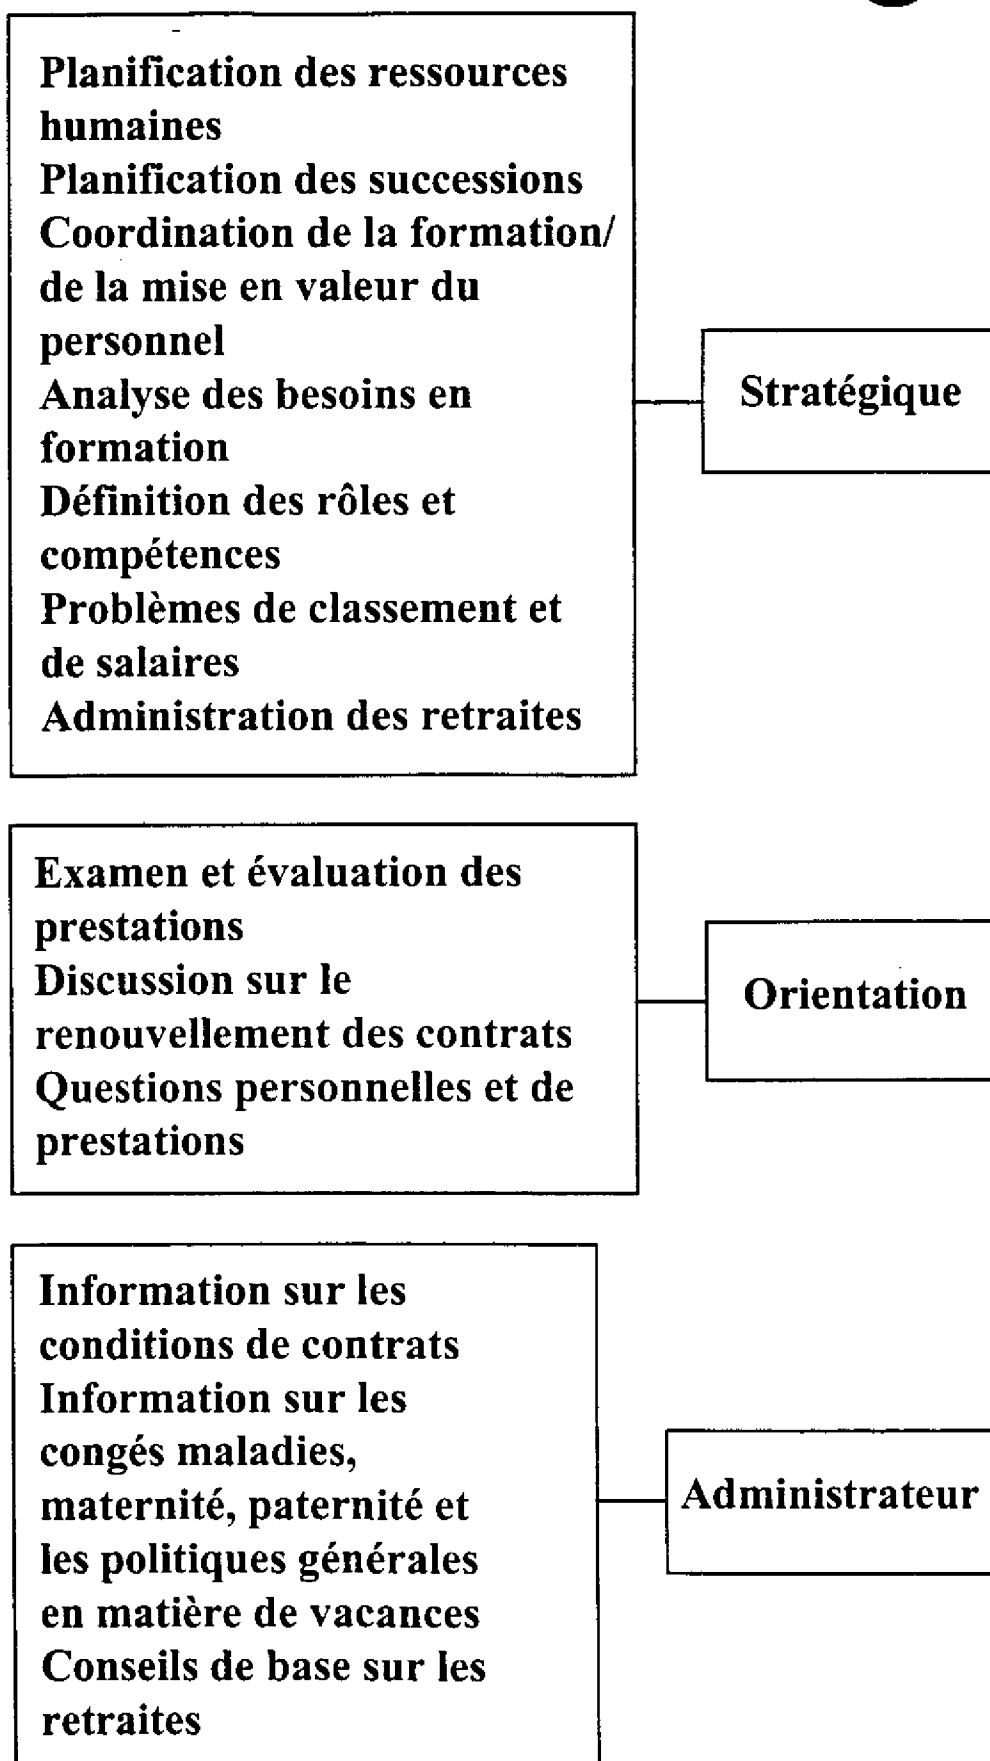 Planification des ressources
humaines
Planification des successions
Coordination de la formation/
de la mise en valeur du
personnel
Analyse des besoins en
formation
Définition des rôles et
compétences
Problèmes de classement et
de salaires
Administration des retraites
Stratégique
Examen et évaluation des
prestations
Discussion sur le
renouvellement des contrats
Questions personnelles et de
prestations
Orientation
Information sur les
conditions de contrats
Information sur les
congés maladies,
maternité, paternité et
les politiques générales
en matière de vacances
Conseils de base sur les
retraites
Administrateur